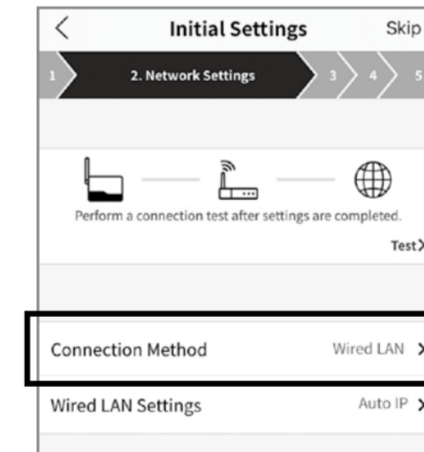 Initial Settings
Skip
1
2. Network Settings
3
4
5
Perform a connection test after settings are completed.
Test
Connection Method
Wired LAN
Wired LAN Settings
Auto IP